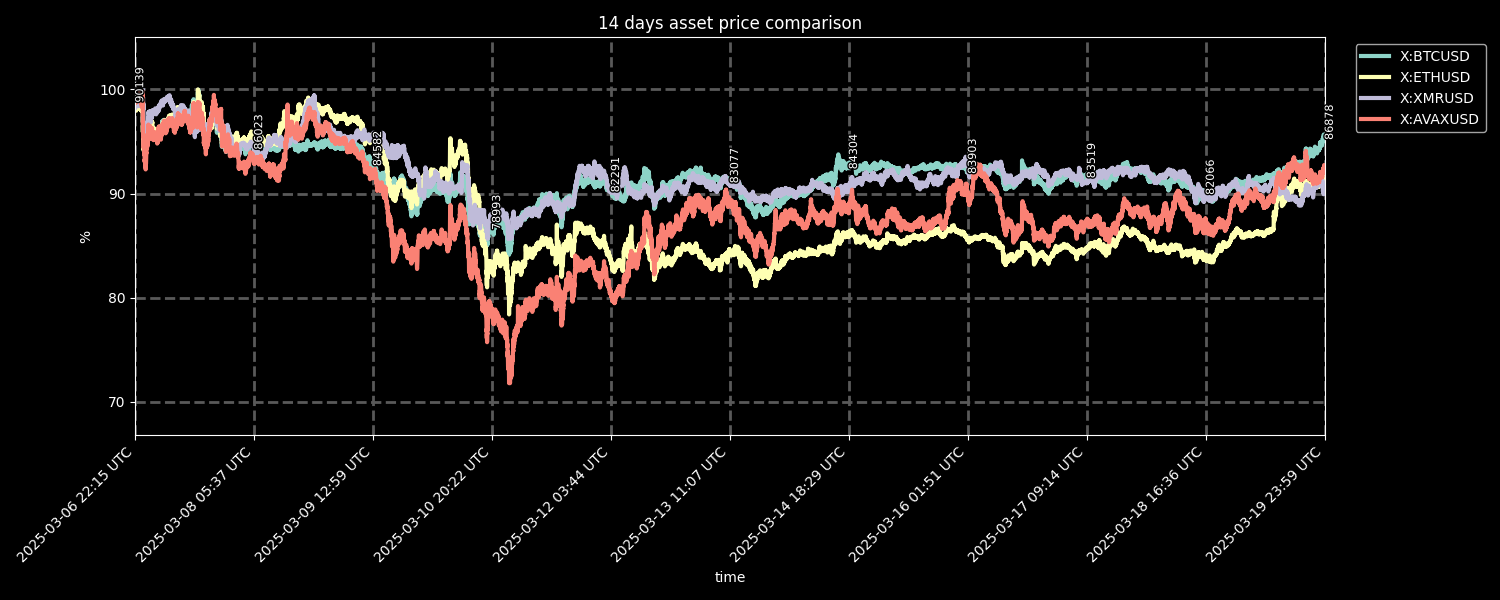 14 days asset price comparison
X:BTCUSD
X:ETHUSD
X:XMRUSD
X:AVAXUSD
100
90
80
70
%
90139
86023
84582
78993
82291
83077
84304
83903
83519
82066
86878
2025-03-06 22:15 UTC
2025-03-08 05:37 UTC
2025-03-09 12:59 UTC
2025-03-10 20:22 UTC
2025-03-12 03:44 UTC
2025-03-13 11:07 UTC
2025-03-14 18:29 UTC
2025-03-16 01:51 UTC
2025-03-17 09:14 UTC
2025-03-18 16:36 UTC
2025-03-19 23:59 UTC
time